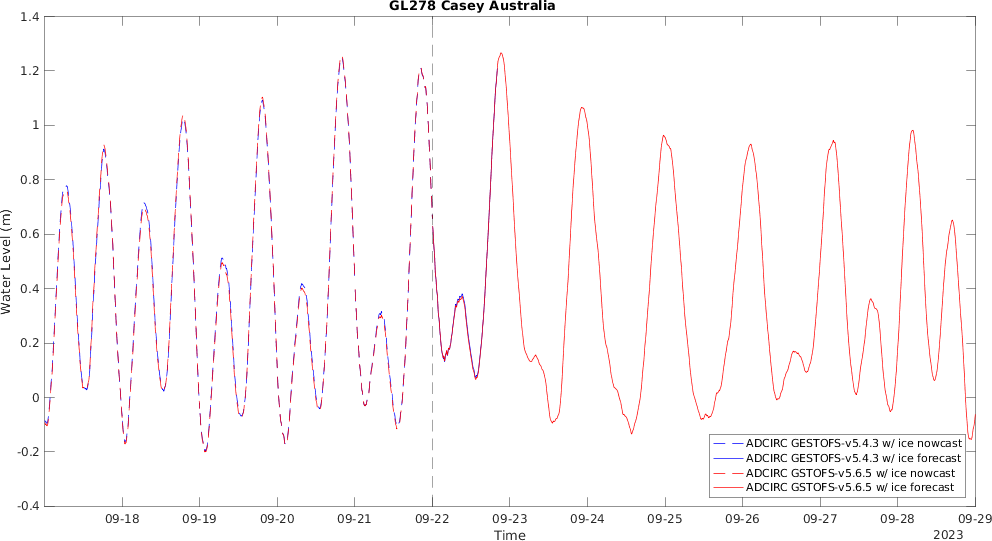 GL278 Casey Australia
1.4
1.2
1
0.8
0.6
0.4
0.2
0
-0.2
-0.4
Water Level (m)
ADCIRC GESTOFS-v5.4.3 w/ ice nowcast
ADCIRC GESTOFS-v5.4.3 w/ ice forecast
ADCIRC GSTOFS-v5.6.5 w/ ice nowcast
ADCIRC GSTOFS-v5.6.5 w/ ice forecast
09-18 09-19 09-20 09-21 09-22 09-23 09-24 09-25 09-26 09-27 09-28 09-29
Time
2023